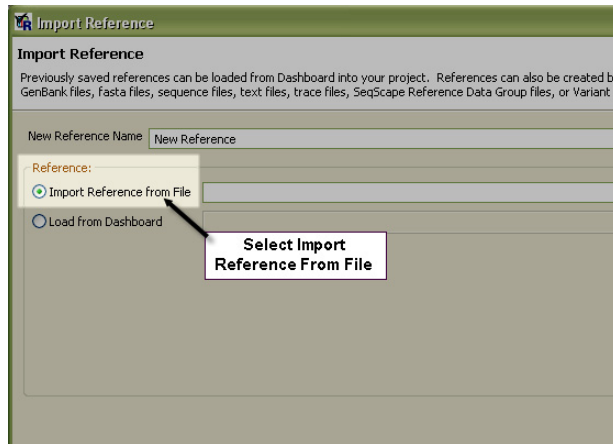 Import Reference
Import Reference
Previously saved references can be loaded from Dashboard into your project. References can also be created b
GenBank files, fasta files, sequence files, text files, trace files, SeqScape Reference Data Group files, or Variant
New Reference Name New Reference
Reference:
Import Reference from File
Load from Dashboard
Select Import
Reference From File